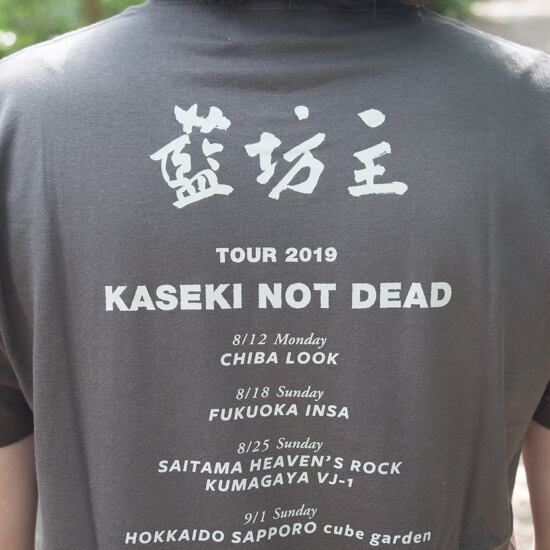 藍坊主
TOUR 2019
KASEKI NOT DEAD
8/12 Monday
CHIBA LOOK
8/18 Sunday
FUKUOKA INSA
8/25 Sunday
SAITAMA HEAVEN'S ROCK
KUMAGAYA VJ-1
9/1 Sunday
HOKKAIDO SAPPORO cube garden